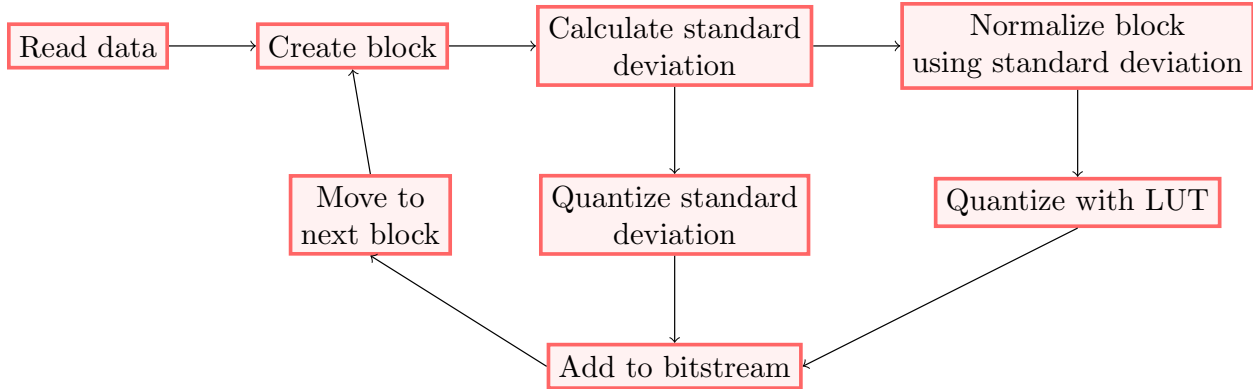 Read data
Create block
Calculate standard
deviation
Normalize block
using standard deviation
Move to
next block
Quantize standard
deviation
Quantize with LUT
Add to bitstream